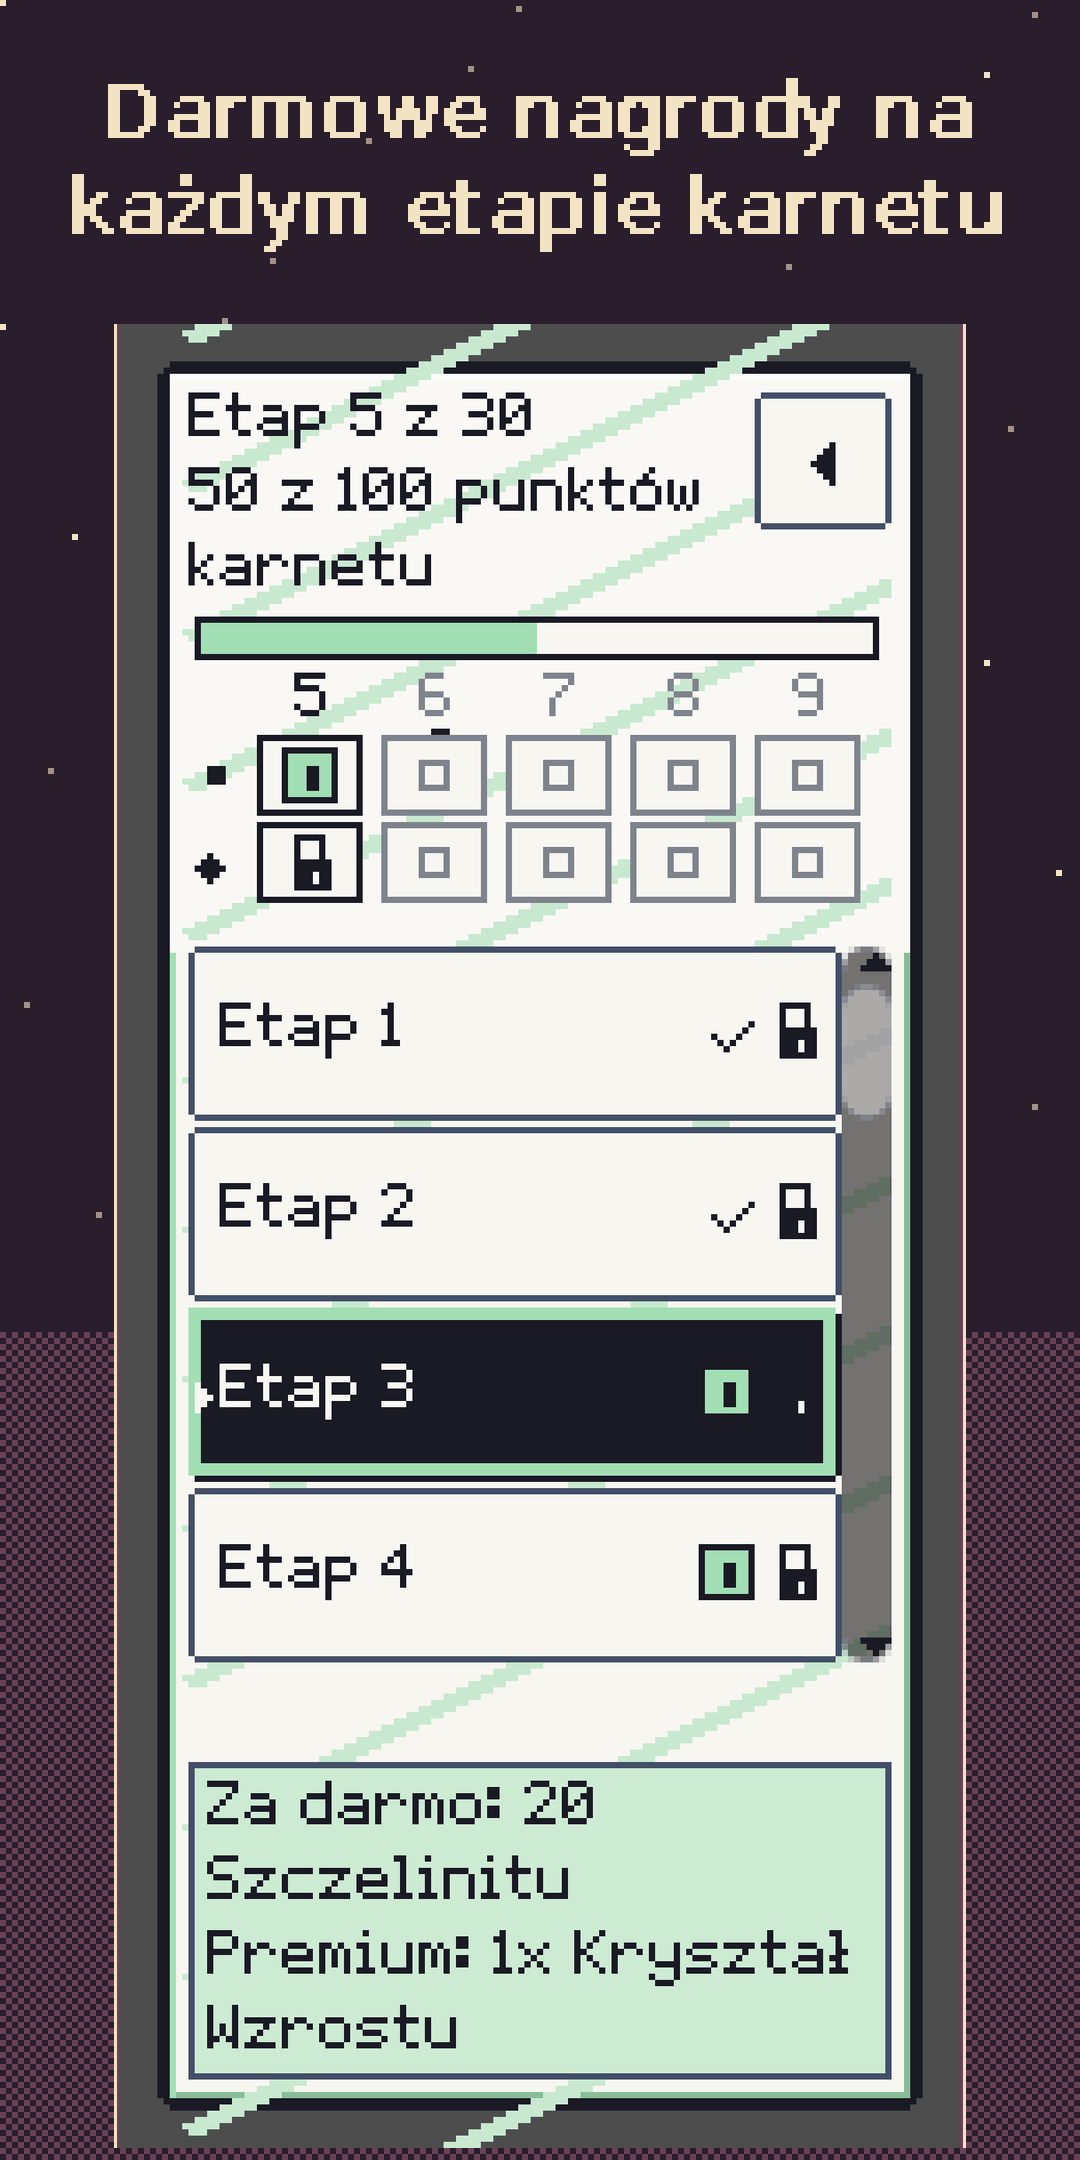 Darmowe nagrody na
każdym etapie karnetu
Etap 5 z 30
50 z 100 punktów
karnetu
5 6 7 8 9
Etap 1
Etap 2
Etap 3
Etap 4
Za darmo: 20
Szczelinitu
Premium: 1x Kryształ
Wzrostu